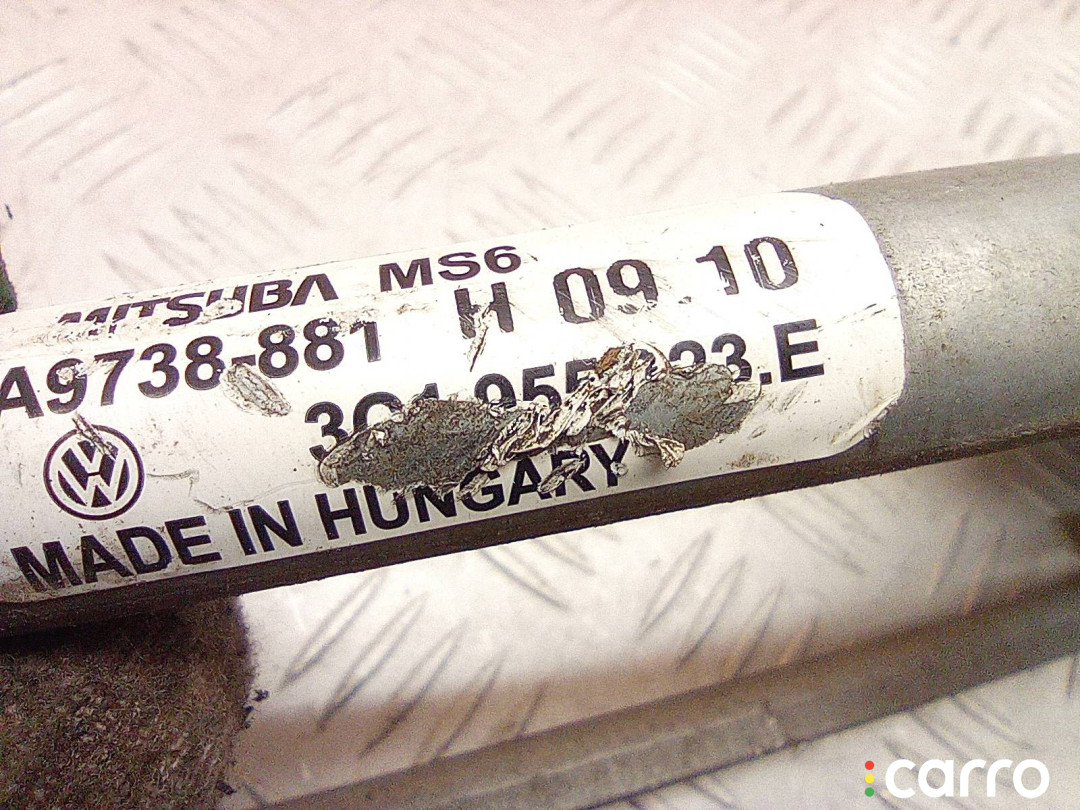 MITSUBA MS6
A9738-881 H 09 10
MADE IN HUNGARY
carro